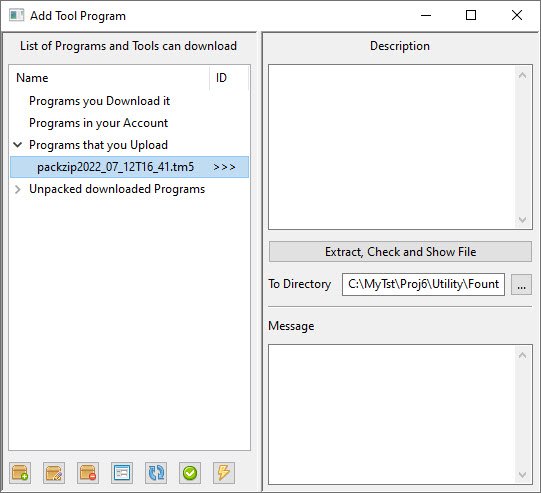 Add Tool Program
List of Programs and Tools can download
Name ID
Programs you Download it
Programs in your Account
Programs that you Upload
packzip2022_07_12T16_41.tm5 >>>
Unpacked downloaded Programs
Description
Extract, Check and Show File
To Directory C:\MyTst\Proj6\Utility\Fount ...
Message